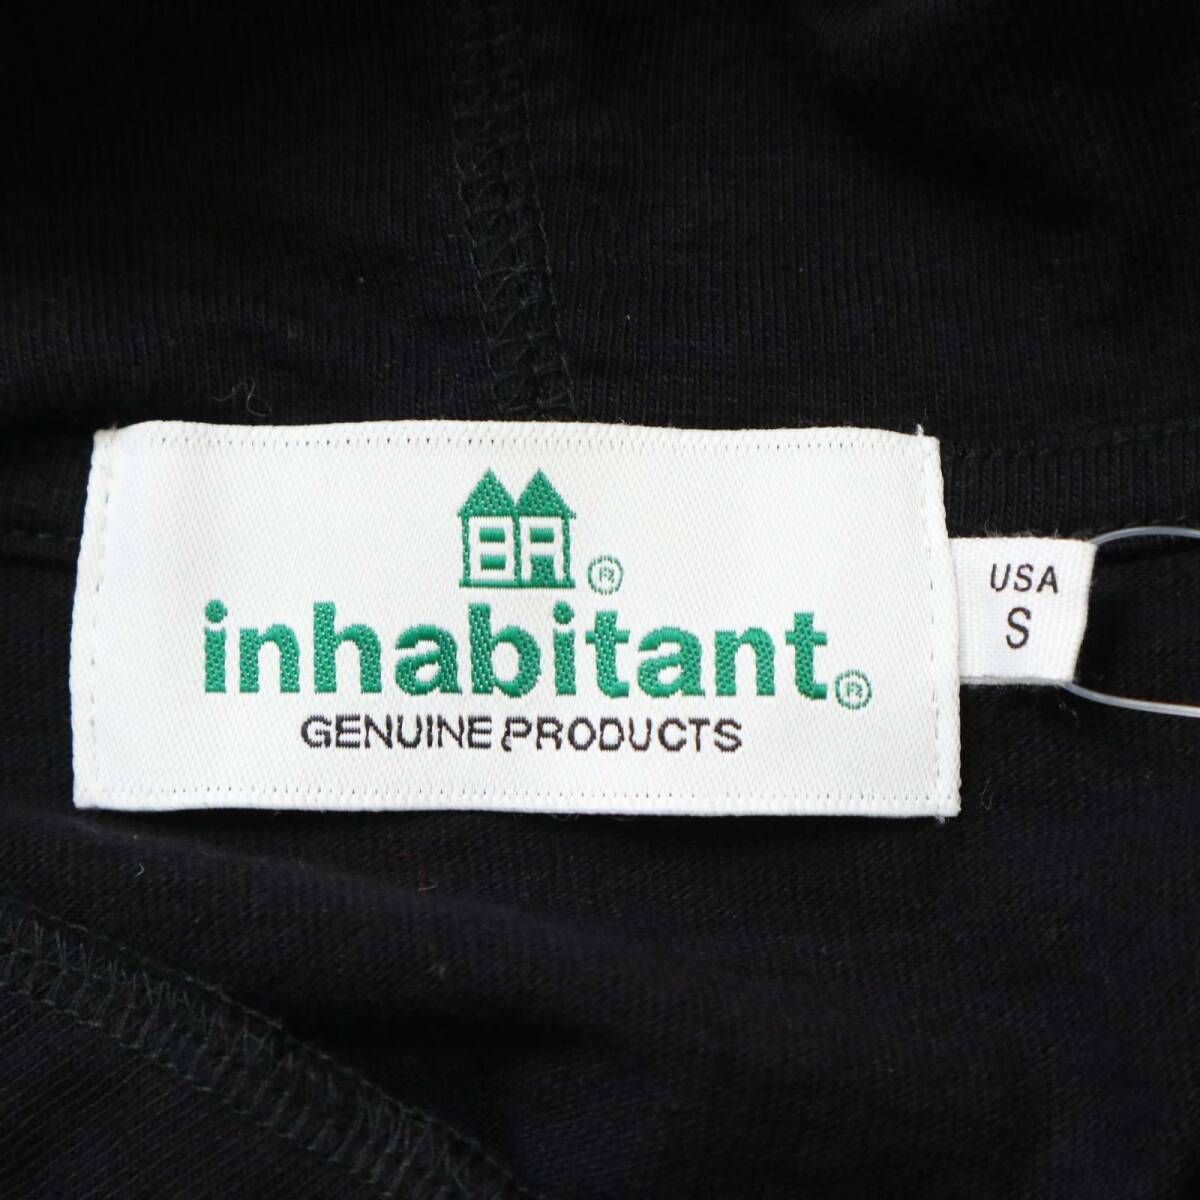 ®
inhabitant®
GENUINE PRODUCTS
USA
S